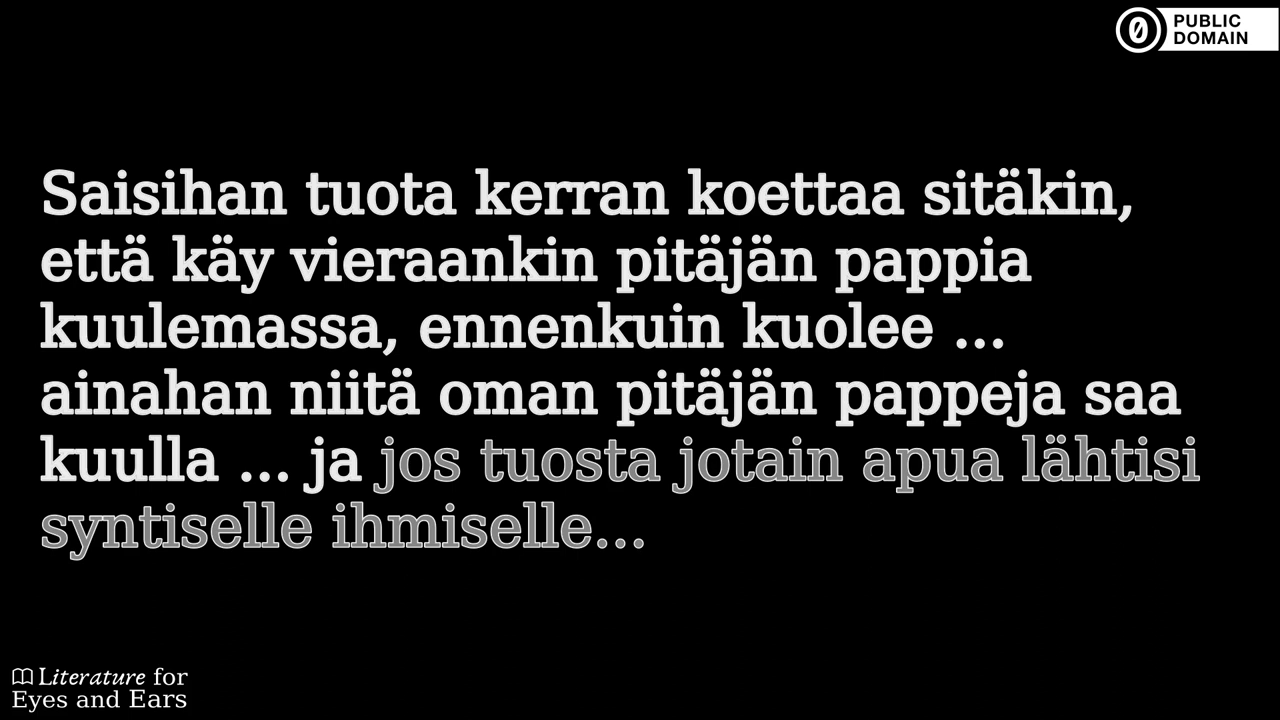 PUBLIC
DOMAIN
Saisihan tuota kerran koettaa sitäkin,
että käy vieraankin pitäjän pappia
kuulemassa, ennenkuin kuolee ...
ainahan niitä oman pitäjän pappeja saa
kuulla ... ja jos tuosta jotain apua lähtisi
syntiselle ihmiselle...
Literature for
Eyes and Ears